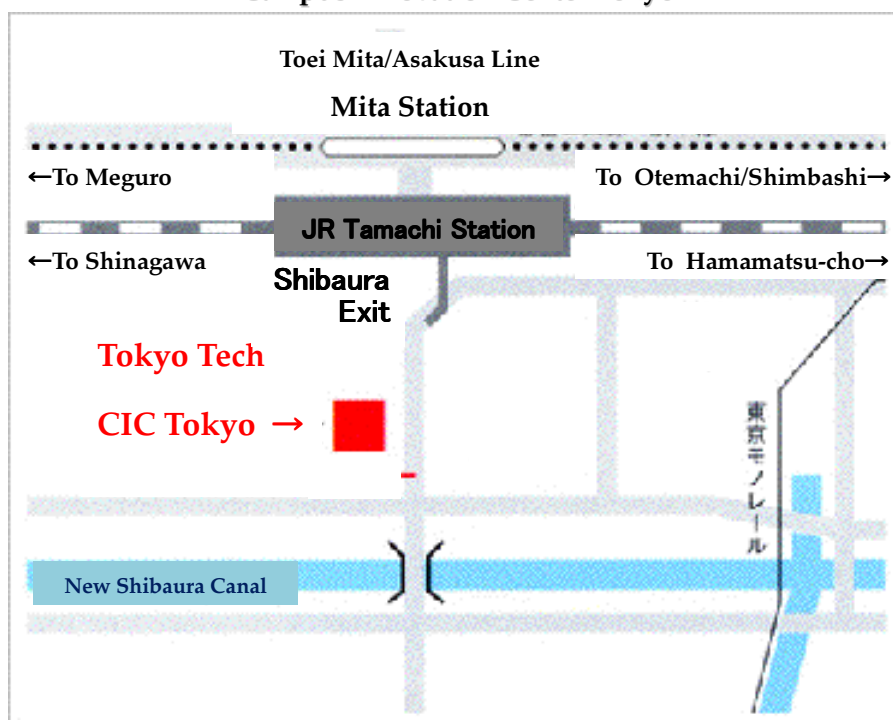 Toei Mita/Asakusa Line
Mita Station
←To Meguro
To Otemachi/Shimbashi→
JR Tamachi Station
←To Shinagawa
To Hamamatsu-cho→
Shibaura
Exit
Tokyo Tech
CIC Tokyo →
東京モノレール
New Shibaura Canal